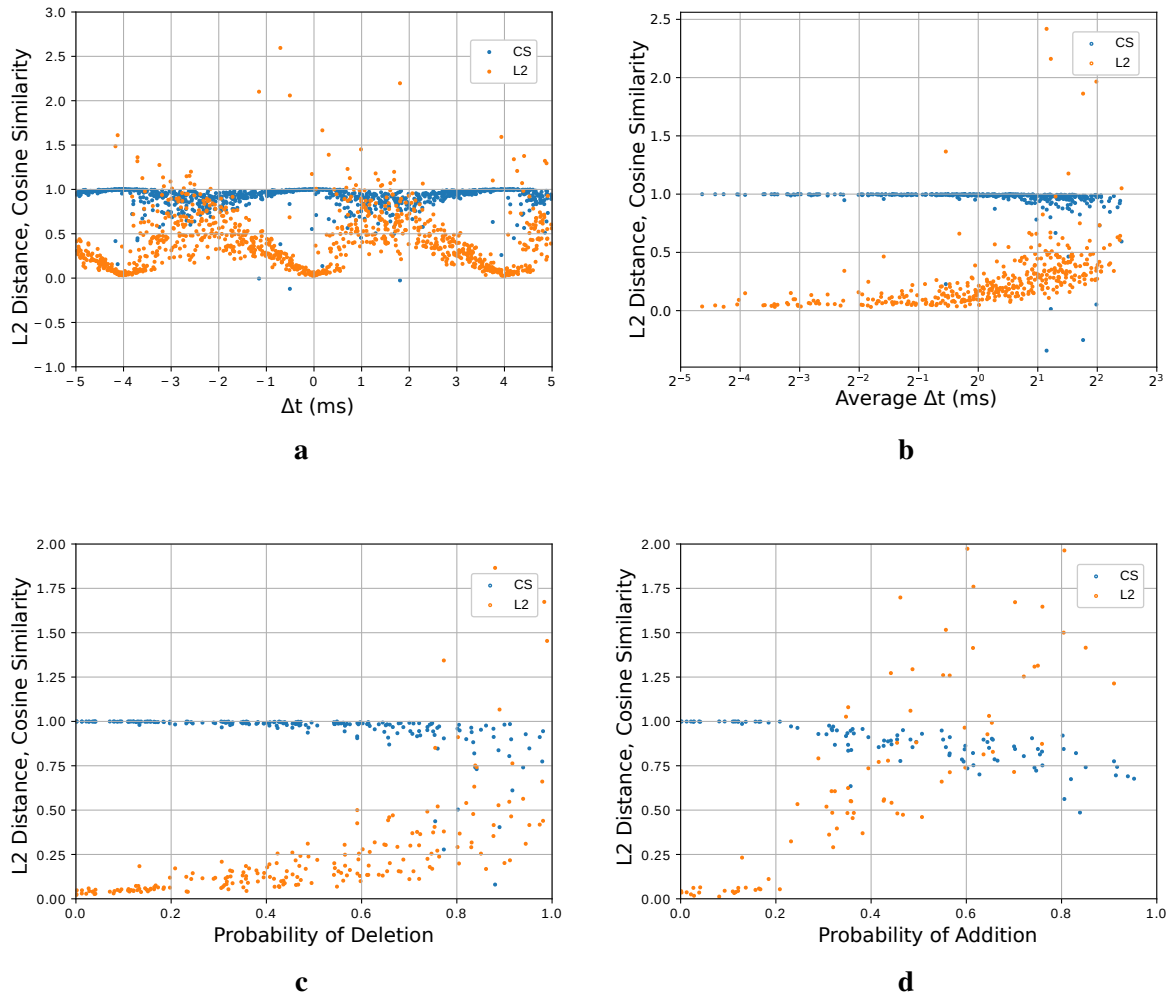 3.0
2.5
2.0
1.5
1.0
0.5
0.0
−0.5
−1.0
L2 Distance, Cosine Similarity
CS
L2
−5 −4 −3 −2 −1 0 1 2 3 4 5
Δt (ms)
a
2.5
2.0
1.5
1.0
0.5
0.0
L2 Distance, Cosine Similarity
CS
L2
2^−5 2^−4 2^−3 2^−2 2^−1 2^0 2^1 2^2 2^3
Average Δt (ms)
b
2.00
1.75
1.50
1.25
1.00
0.75
0.50
0.25
0.00
L2 Distance, Cosine Similarity
CS
L2
0.0 0.2 0.4 0.6 0.8 1.0
Probability of Deletion
c
2.00
1.75
1.50
1.25
1.00
0.75
0.50
0.25
0.00
L2 Distance, Cosine Similarity
CS
L2
0.0 0.2 0.4 0.6 0.8 1.0
Probability of Addition
d